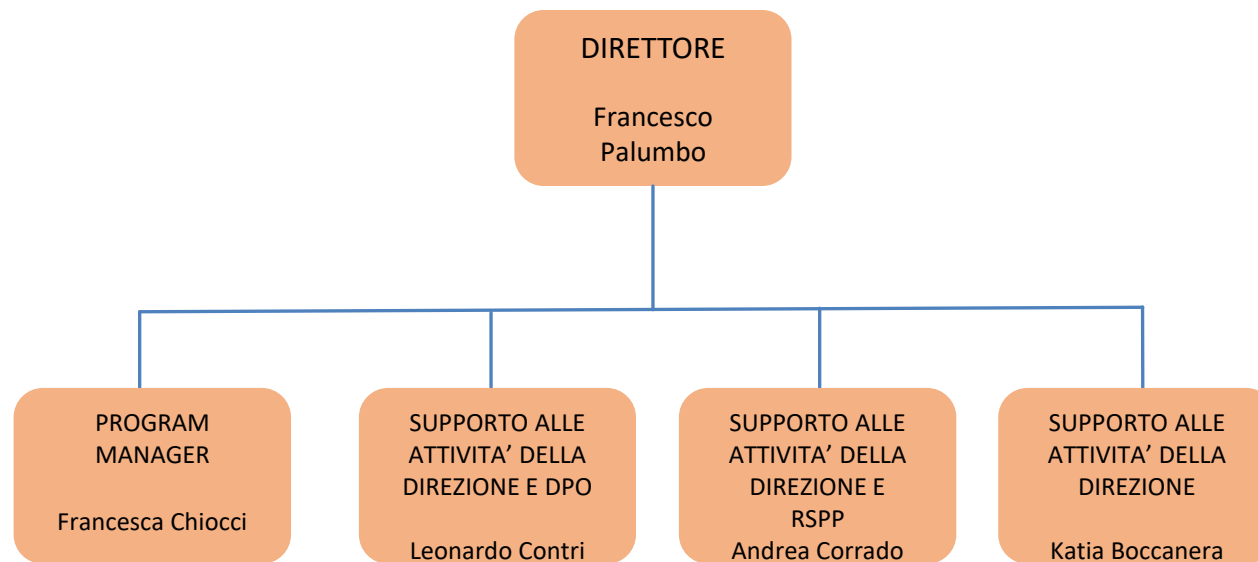 DIRETTORE
Francesco
Palumbo
PROGRAM
MANAGER
Francesca Chiocci
SUPPORTO ALLE
ATTIVITA’ DELLA
DIREZIONE E DPO
Leonardo Contri
SUPPORTO ALLE
ATTIVITA’ DELLA
DIREZIONE E
RSPP
Andrea Corrado
SUPPORTO ALLE
ATTIVITA’ DELLA
DIREZIONE
Katia Boccanera